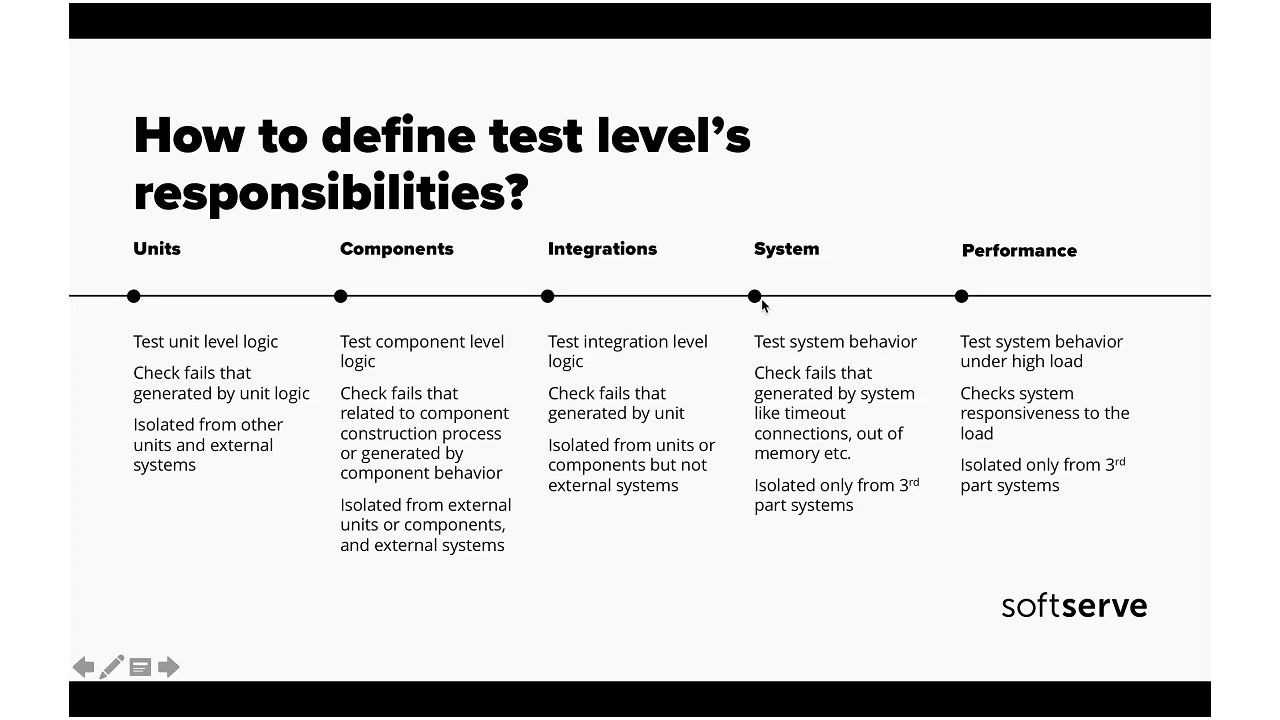 How to define test level’s
responsibilities?
Units
Components
Integrations
System
Performance
Test unit level logic
Check fails that
generated by unit logic
Isolated from other
units and external
systems
Test component level
logic
Check fails that
related to component
construction process
or generated by
component behavior
Isolated from external
units or components,
and external systems
Test integration level
logic
Check fails that
generated by unit
Isolated from units or
components but not
external systems
Test system behavior
Check fails that
generated by system
like timeout
connections, out of
memory etc.
Isolated only from 3rd
part systems
Test system behavior
under high load
Checks system
responsiveness to the
load
Isolated only from 3rd
part systems
softserve